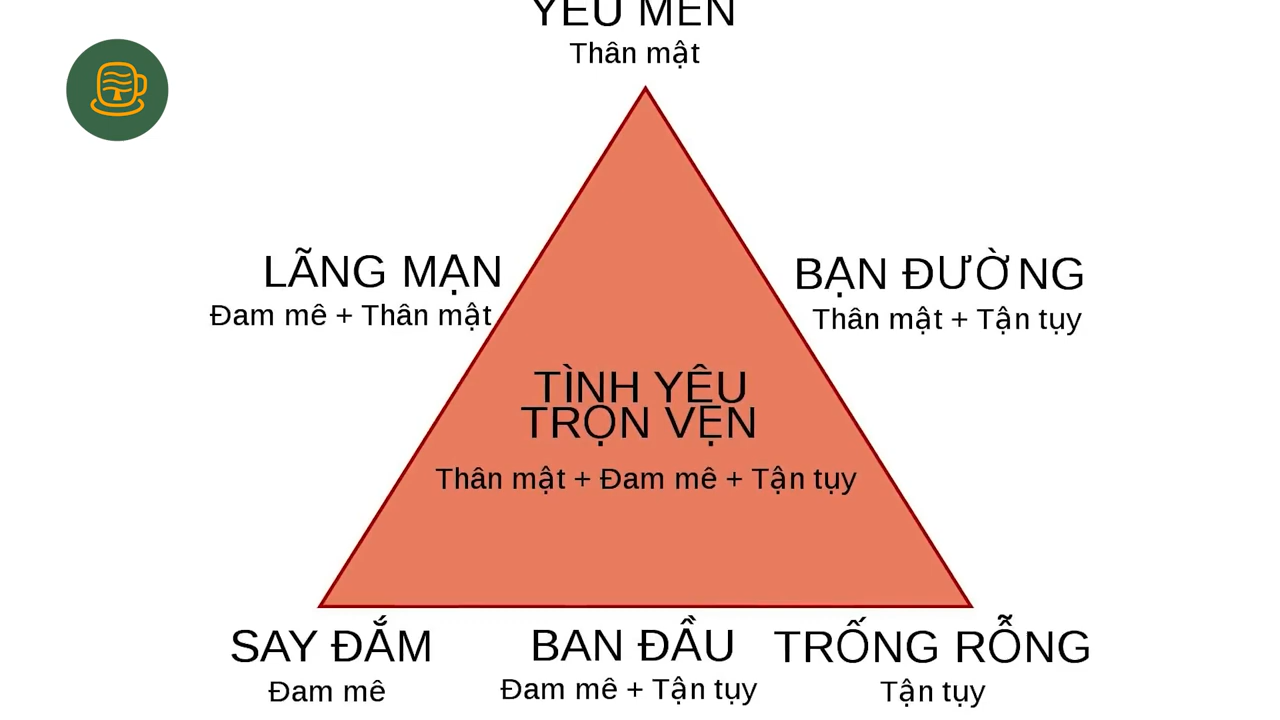 YÊU MẾN
Thân mật
LÃNG MẠN
Đam mê + Thân mật
BẠN ĐƯỜNG
Thân mật + Tận tụy
TÌNH YÊU
TRỌN VẸN
Thân mật + Đam mê + Tận tụy
SAY ĐẮM
Đam mê
BAN ĐẦU
Đam mê + Tận tụy
TRỐNG RỖNG
Tận tụy